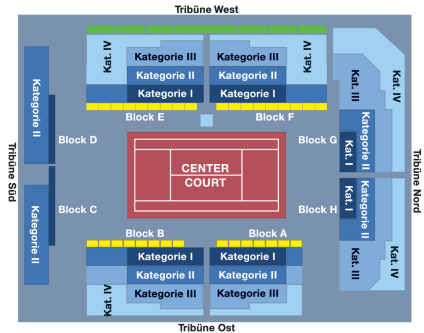 Tribüne West
Kat. IV
Kategorie III
Kategorie II
Kategorie I
Kategorie III
Kategorie II
Kategorie I
Kat. IV
Block E
Block F
Kategorie II
Block D
Tribüne Süd
Block C
Kategorie II
CENTER
COURT
Kat. III
Kat. IV
Block G
Kat. I
Kategorie II
Tribüne Nord
Block H
Kat. I
Kategorie II
Kat. III
Kat. IV
Block B
Block A
Kat. IV
Kategorie I
Kategorie II
Kategorie III
Kategorie I
Kategorie II
Kategorie III
Tribüne Ost